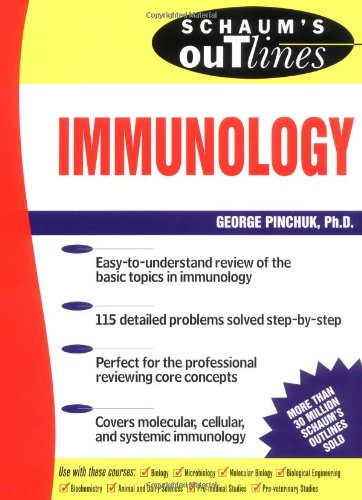 SCHAUM'S
ouTlines
IMMUNOLOGY
GEORGE PINCHUK, Ph.D.
Easy-to-understand review of the
basic topics in immunology
115 detailed problems solved step-by-step
Perfect for the professional
reviewing core concepts
Covers molecular, cellular,
and systemic immunology
MORE THAN
30 MILLION
SCHAUM'S
OUTLINES
SOLD
Use with these courses: ☑ Biology ☑ Microbiology ☑ Molecular Biology ☑ Biological Engineering
☑ Biochemistry ☑ Animal and Dairy Sciences ☑ Pre-medical Studies ☑ Pre-veterinary Studies